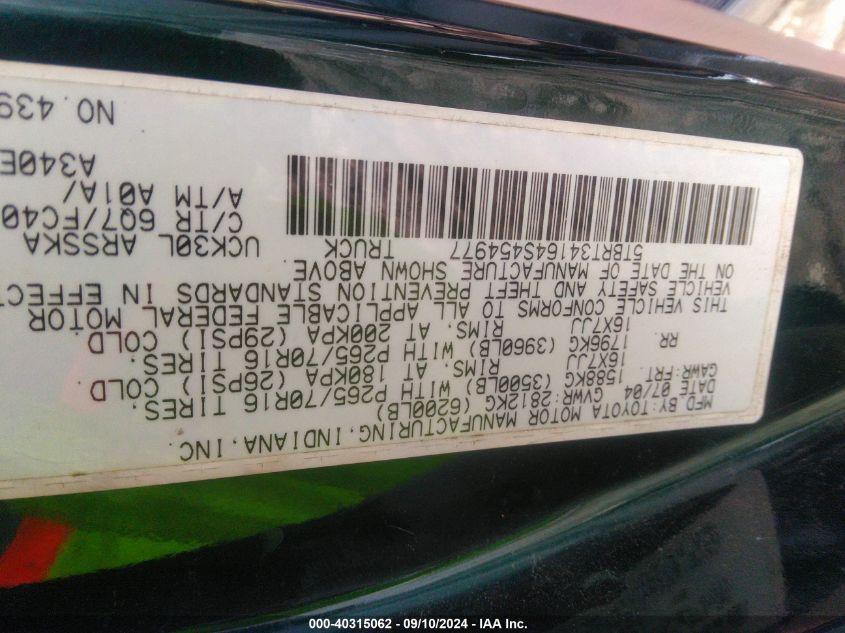 MFD BY:TOYOTA MOTOR MANUFACTURING,INDIANA,INC.
DATE 07/04 GVWR:2812KG (6200LB)
GAWR:FRT. 1588KG (3500LB) WITH P265/70R16 TIRES.
16X7JJ RIMS. AT 180KPA (26PSI) COLD.
RR. 1796KG (3960LB) WITH P265/70R16 TIRES.
16X7JJ RIMS. AT 200KPA (29PSI) COLD.
THIS VEHICLE CONFORMS TO ALL APPLICABLE FEDERAL MOTOR
VEHICLE SAFETY AND THEFT PREVENTION STANDARDS IN EFFECT
ON THE DATE OF MANUFACTURE SHOWN ABOVE.
5TBRT34164S454977 TRUCK
UCK30L ARSSKA
C/TR 6Q7/FC40
A/TM A01A/
A340E
NO.439
000-40315062 - 09/10/2024 - IAA Inc.